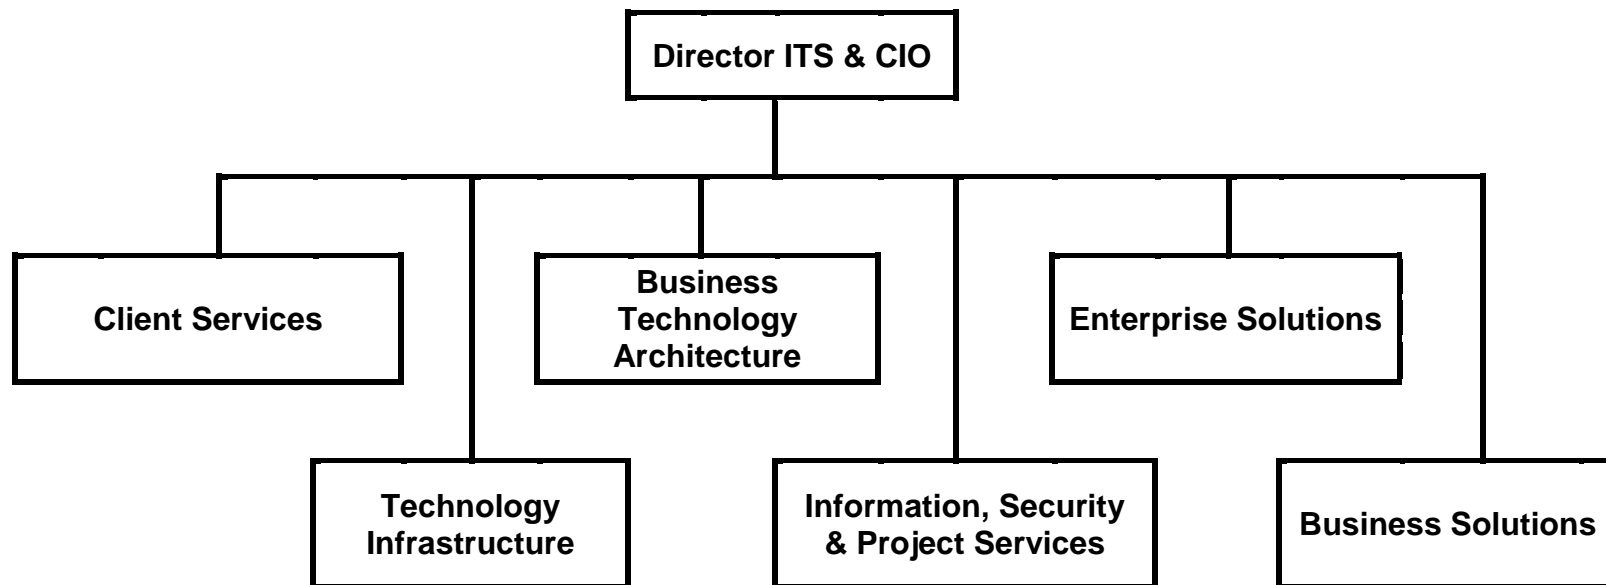 Director ITS & CIO
Client Services
Business
Technology
Architecture
Enterprise Solutions
Technology
Infrastructure
Information, Security
& Project Services
Business Solutions